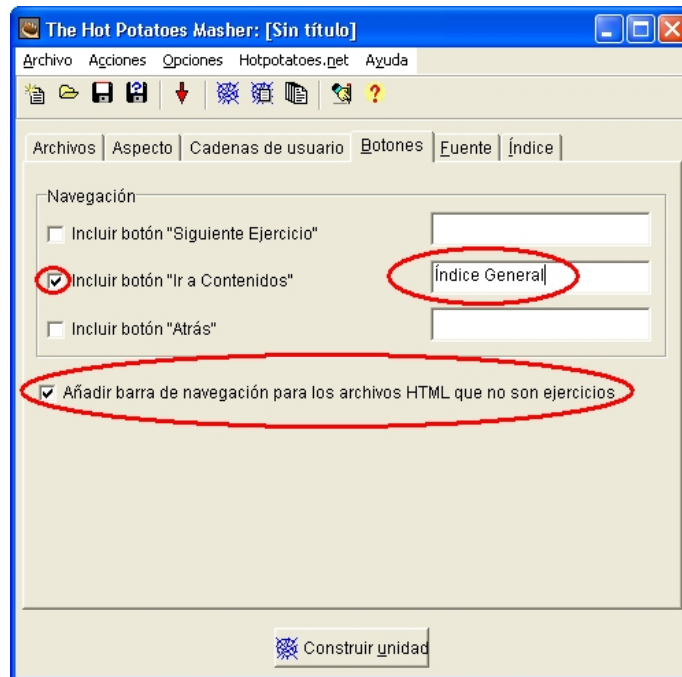 The Hot Potatoes Masher: [Sin título]
Archivo Acciones Opciones Hotpotatoes.net Ayuda
Archivos Aspecto Cadenas de usuario Botones Fuente Índice
Navegación
Incluir botón "Siguiente Ejercicio"
Incluir botón "Ir a Contenidos" Índice General
Incluir botón "Atrás"
Añadir barra de navegación para los archivos HTML que no son ejercicios
Construir unidad